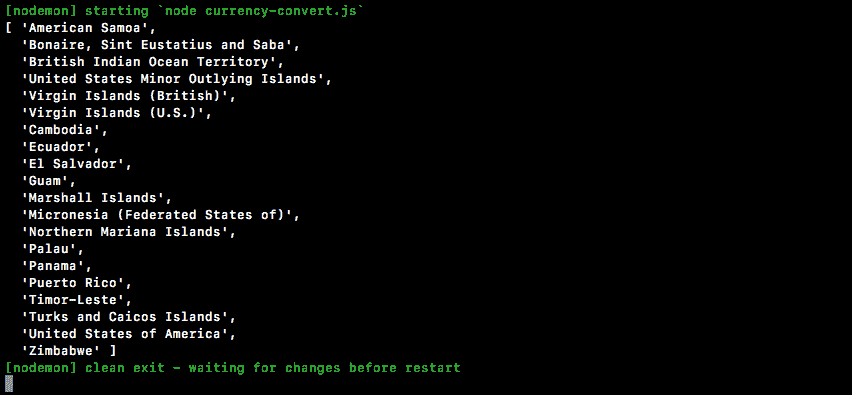 [nodemon] starting `node currency-convert.js`
[ 'American Samoa',
  'Bonaire, Sint Eustatius and Saba',
  'British Indian Ocean Territory',
  'United States Minor Outlying Islands',
  'Virgin Islands (British)',
  'Virgin Islands (U.S.)',
  'Cambodia',
  'Ecuador',
  'El Salvador',
  'Guam',
  'Marshall Islands',
  'Micronesia (Federated States of)',
  'Northern Mariana Islands',
  'Palau',
  'Panama',
  'Puerto Rico',
  'Timor-Leste',
  'Turks and Caicos Islands',
  'United States of America',
  'Zimbabwe' ]
[nodemon] clean exit - waiting for changes before restart